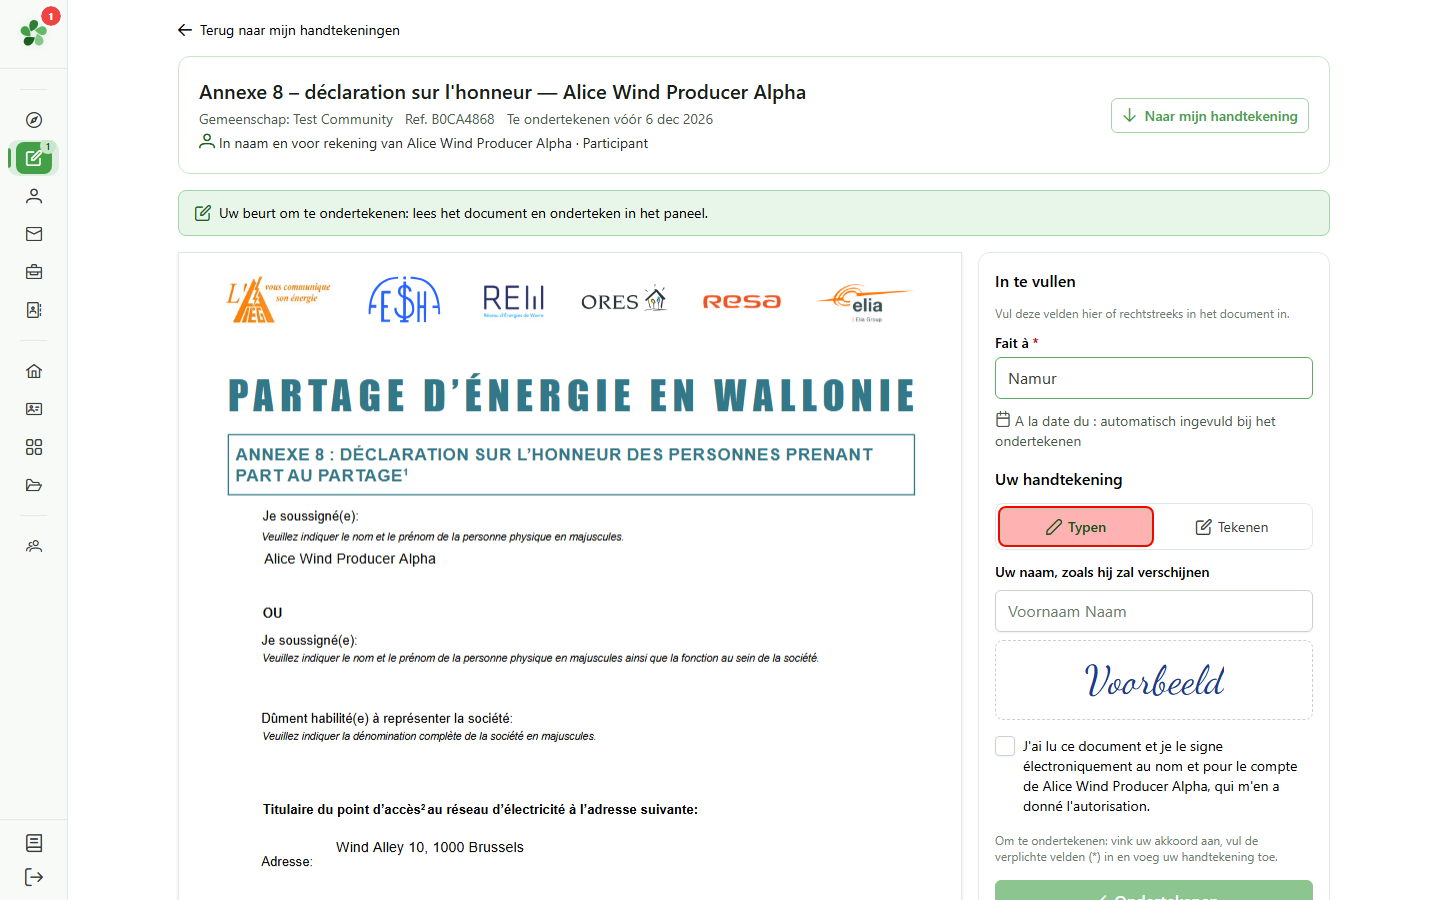 1
Terug naar mijn handtekeningen
Annexe 8 – déclaration sur l'honneur — Alice Wind Producer Alpha
Gemeenschap: Test Community Ref. B0CA4868 Te ondertekenen vóór 6 dec 2026
In naam en voor rekening van Alice Wind Producer Alpha · Participant
Naar mijn handtekening
1
Uw beurt om te ondertekenen: lees het document en onderteken in het paneel.
L'AIEG vous communique
son énergie
AIESH
REW
Réseau d'Énergies de Wavre
ORES
resa
elia
Elia Group
PARTAGE D'ÉNERGIE EN WALLONIE
ANNEXE 8 : DÉCLARATION SUR L'HONNEUR DES PERSONNES PRENANT
PART AU PARTAGE¹
Je soussigné(e):
Veuillez indiquer le nom et le prénom de la personne physique en majuscules.
Alice Wind Producer Alpha
OU
Je soussigné(e):
Veuillez indiquer le nom et le prénom de la personne physique en majuscules ainsi que la fonction au sein de la société.
Dûment habilité(e) à représenter la société:
Veuillez indiquer la dénomination complète de la société en majuscules.
Titulaire du point d'accès² au réseau d'électricité à l'adresse suivante:
Wind Alley 10, 1000 Brussels
Adresse:
In te vullen
Vul deze velden hier of rechtstreeks in het document in.
Fait à *
Namur
A la date du : automatisch ingevuld bij het
ondertekenen
Uw handtekening
Typen
Tekenen
Uw naam, zoals hij zal verschijnen
Voornaam Naam
Voorbeeld
J'ai lu ce document et je le signe
électroniquement au nom et pour le compte
de Alice Wind Producer Alpha, qui m'en a
donné l'autorisation.
Om te ondertekenen: vink uw akkoord aan, vul de
verplichte velden (*) in en voeg uw handtekening toe.
Ondertekenen